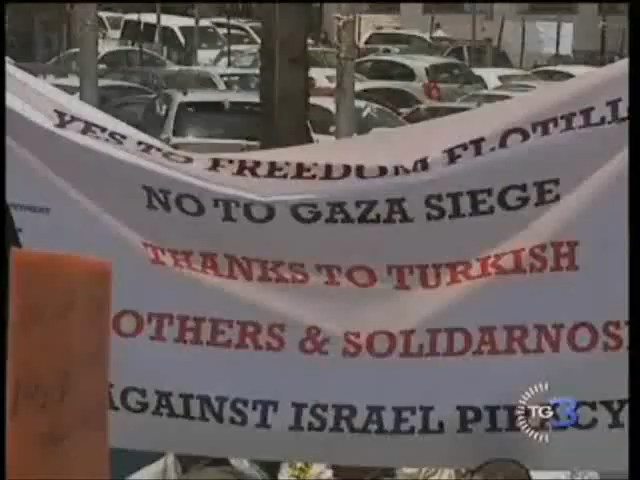 YES TO FREEDOM FLOTILL
NO TO GAZA SIEGE
THANKS TO TURKISH
OTHERS & SOLIDARNOS
AGAINST ISRAEL PIRACY
TG3